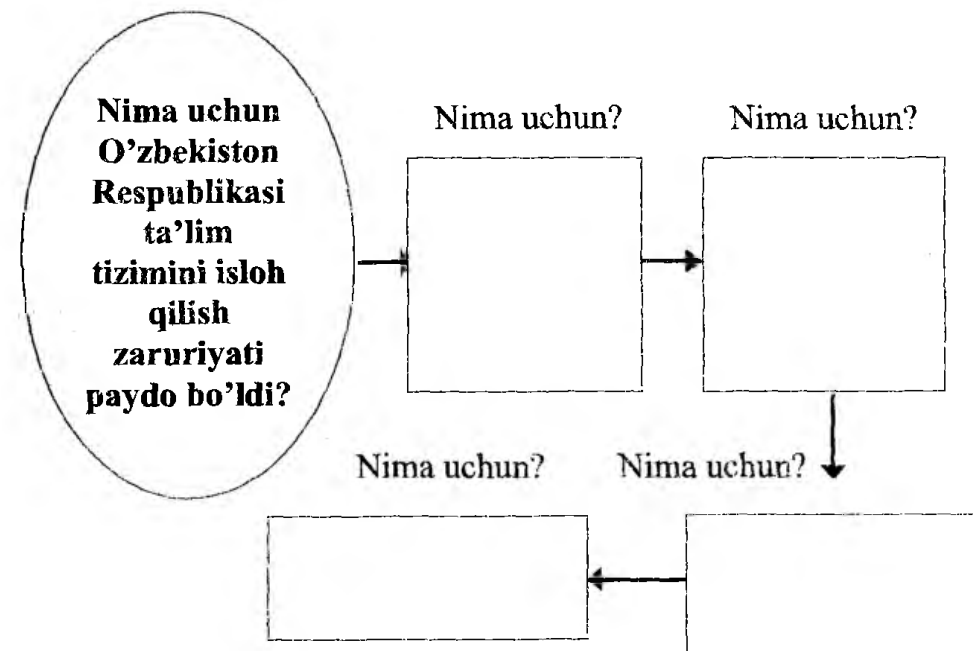 Nima uchun
O'zbekiston
Respublikasi
ta'lim
tizimini isloh
qilish
zaruriyati
paydo bo'ldi?
Nima uchun?
Nima uchun?
Nima uchun?
Nima uchun?